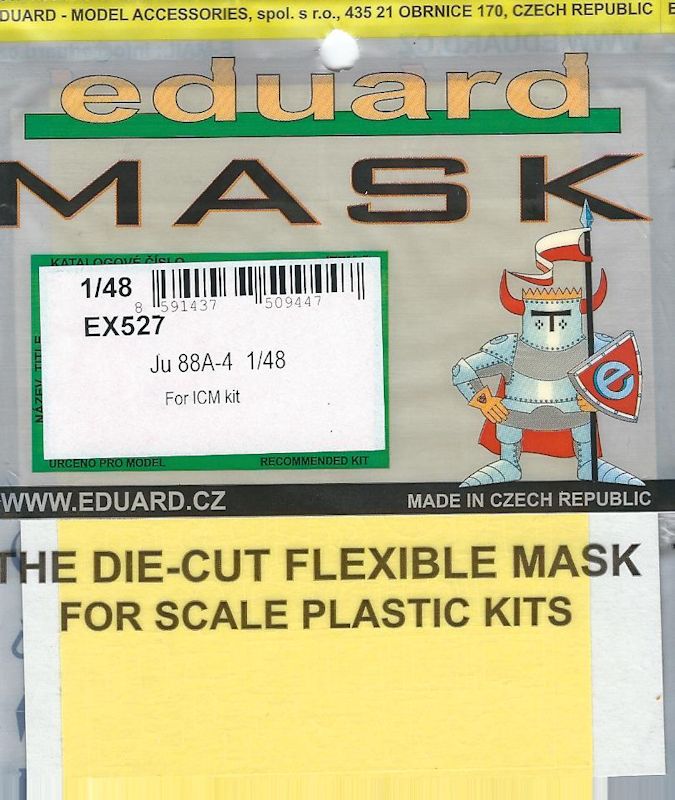 DUARD - MODEL ACCESSORIES, spol. s r.o., 435 21 OBRNICE 170, CZECH REPUBLIC E
eduard
MASK
KATALOGOVÉ ČÍSLO
1/48
8 591437 509447
EX527
Ju 88A-4 1/48
For ICM kit
NÁZEV TITLE
URČENO PRO MODEL RECOMMENDED KIT
e
WWW.EDUARD.CZ MADE IN CZECH REPUBLIC
THE DIE-CUT FLEXIBLE MASK
FOR SCALE PLASTIC KITS